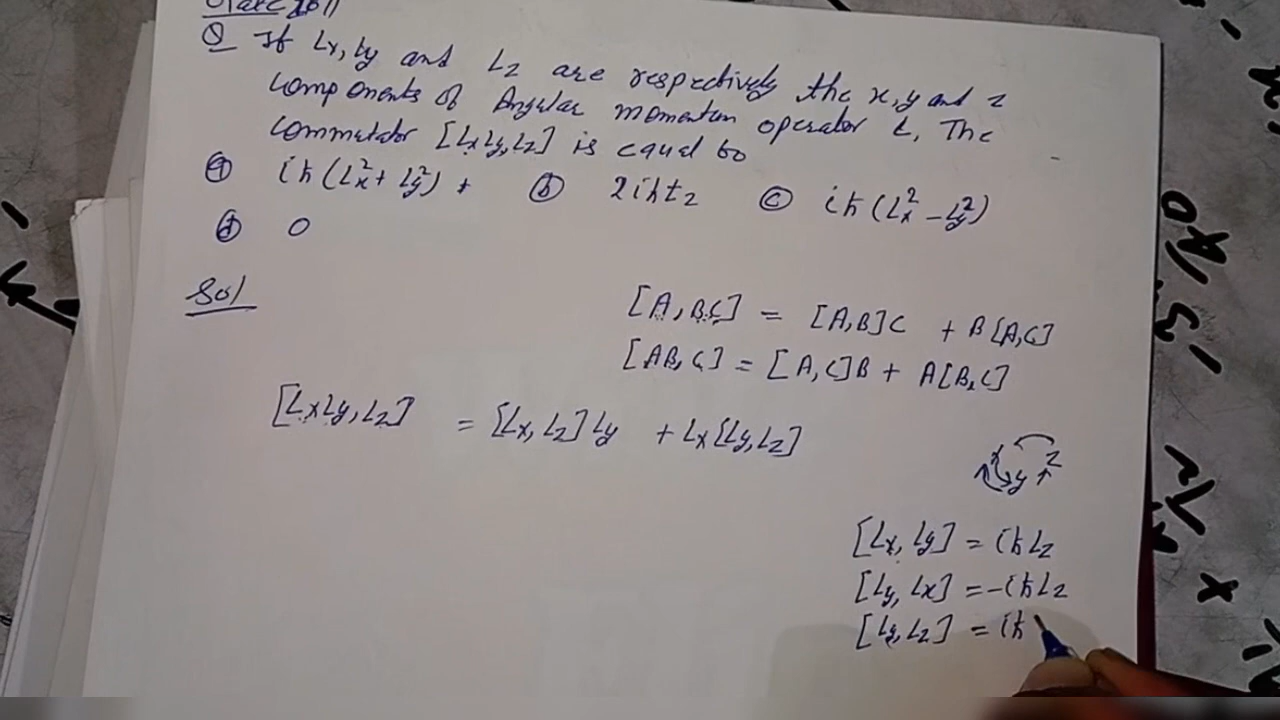 Q If Lx, Ly and Lz are respectively the x, y and z
components of Angular momentum operator L, The
commutator [LxLy, Lz] is equal to
(a) iħ(Lx² + Ly²) (b) 2iħLz (c) iħ(Lx² - Ly²)
(d) 0
Sol
[A, BC] = [A,B]C + B[A,C]
[AB, C] = [A, C]B + A[B, C]
[LxLy, Lz] = [Lx, Lz]Ly + Lx[Ly, Lz]
x y z
[Lx, Ly] = iħLz
[Ly, Lx] = -iħLz
[Ly, Lz] = iħ